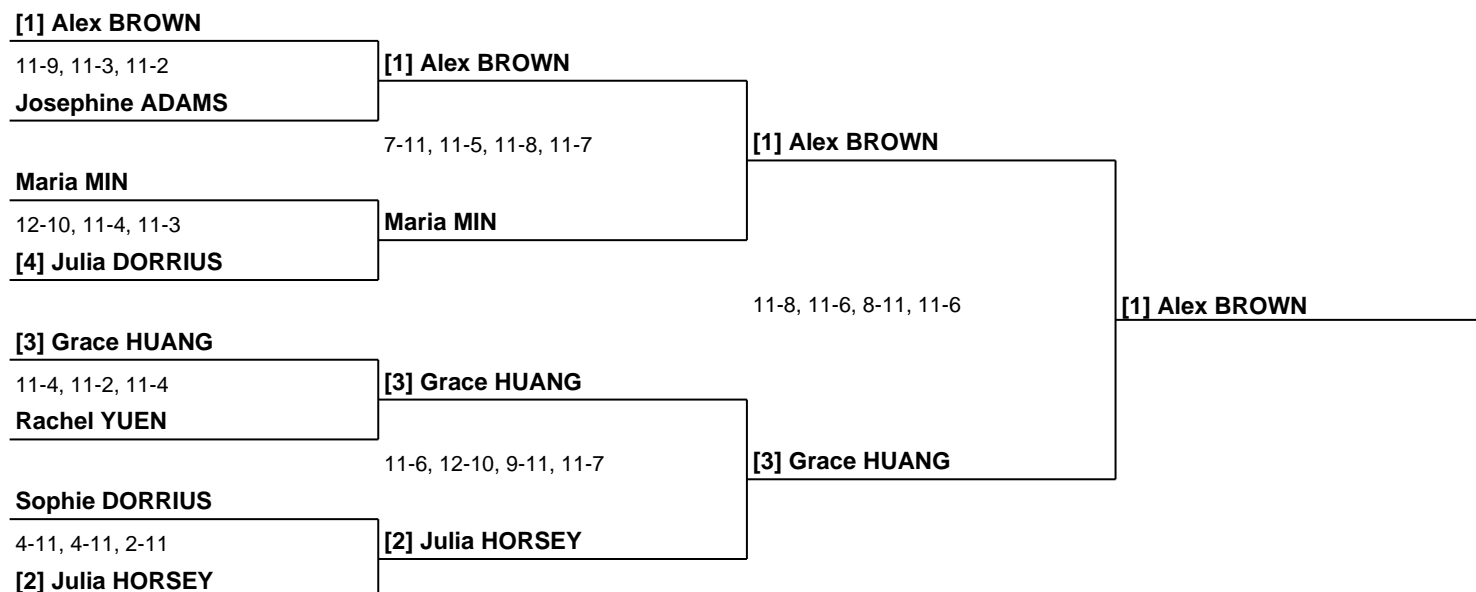 [1] Alex BROWN
11-9, 11-3, 11-2
[1] Alex BROWN
Josephine ADAMS
7-11, 11-5, 11-8, 11-7
[1] Alex BROWN
Maria MIN
12-10, 11-4, 11-3
Maria MIN
[4] Julia DORRIUS
11-8, 11-6, 8-11, 11-6
[1] Alex BROWN
[3] Grace HUANG
11-4, 11-2, 11-4
[3] Grace HUANG
Rachel YUEN
11-6, 12-10, 9-11, 11-7
[3] Grace HUANG
Sophie DORRIUS
4-11, 4-11, 2-11
[2] Julia HORSEY
[2] Julia HORSEY